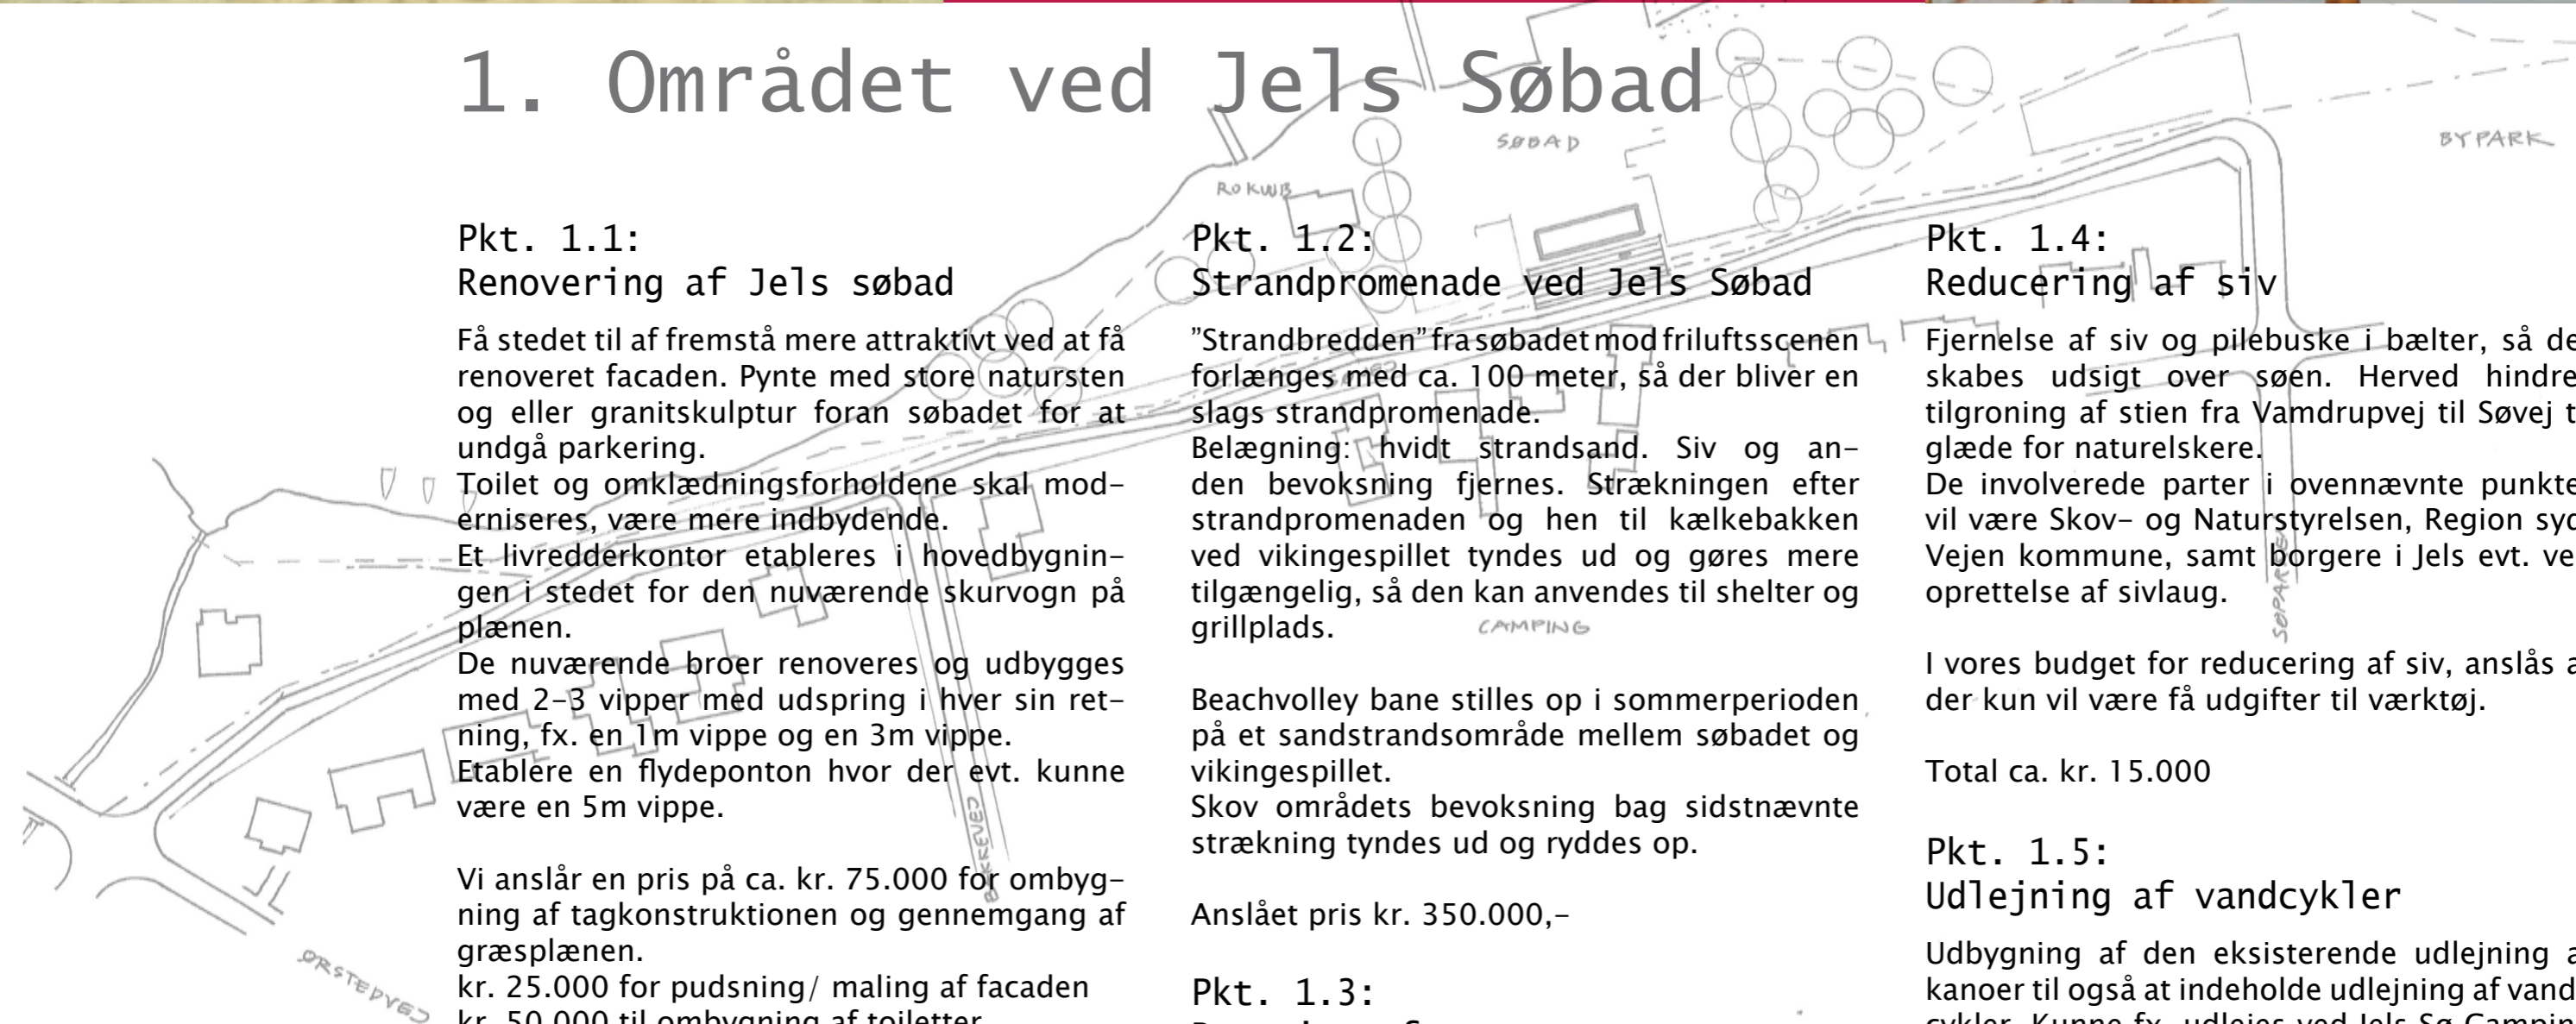 1. Området ved Jels Søbad
Pkt. 1.1:
Renovering af Jels søbad
Få stedet til af fremstå mere attraktivt ved at få
renoveret facaden. Pynte med store natursten
og eller granitskulptur foran søbadet for at
undgå parkering.
Toilet og omklædningsforholdene skal mod-
erniseres, være mere indbydende.
Et livredderkontor etableres i hovedbygnin-
gen i stedet for den nuværende skurvogn på
plænen.
De nuværende broer renoveres og udbygges
med 2-3 vipper med udspring i hver sin ret-
ning, fx. en 1m vippe og en 3m vippe.
Etablere en flydeponton hvor der evt. kunne
være en 5m vippe.
Vi anslår en pris på ca. kr. 75.000 for ombyg-
ning af tagkonstruktionen og gennemgang af
græsplænen.
kr. 25.000 for pudsning/ maling af facaden
kr. 50.000 til ombygning af toiletter
Pkt. 1.2:
Strandpromenade ved Jels Søbad
"Strandbredden" fra søbadet mod friluftsscenen
forlænges med ca. 100 meter, så der bliver en
slags strandpromenade.
Belægning: hvidt strandsand. Siv og an-
den bevoksning fjernes. Strækningen efter
strandpromenaden og hen til kælkebakken
ved vikingespillet tyndes ud og gøres mere
tilgængelig, så den kan anvendes til shelter og
grillplads.
Beachvolley bane stilles op i sommerperioden
på et sandstrandsområde mellem søbadet og
vikingespillet.
Skov områdets bevoksning bag sidstnævnte
strækning tyndes ud og ryddes op.
Anslået pris kr. 350.000,-
Pkt. 1.3:
Pkt. 1.4:
Reducering af siv
Fjernelse af siv og pilebuske i bælter, så de
skabes udsigt over søen. Herved hindre
tilgroning af stien fra Vamdrupvej til Søvej t
glæde for naturelskere.
De involverede parter i ovennævnte punkte
vil være Skov- og Naturstyrelsen, Region syd
Vejen kommune, samt borgere i Jels evt. ve
oprettelse af sivlaug.
I vores budget for reducering af siv, anslås a
der kun vil være få udgifter til værktøj.
Total ca. kr. 15.000
Pkt. 1.5:
Udlejning af vandcykler
Udbygning af den eksisterende udlejning a
kanoer til også at indeholde udlejning af vand
cykler. Kunne fx. udlejes ved Jels Sø Camping
SØBAD
BYPARK
ROKLUB
CAMPING
ØRSTEDVEJ